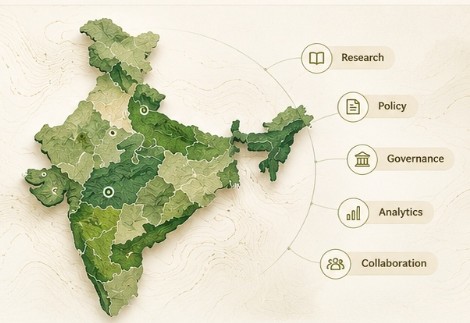 Research
Policy
Governance
Analytics
Collaboration